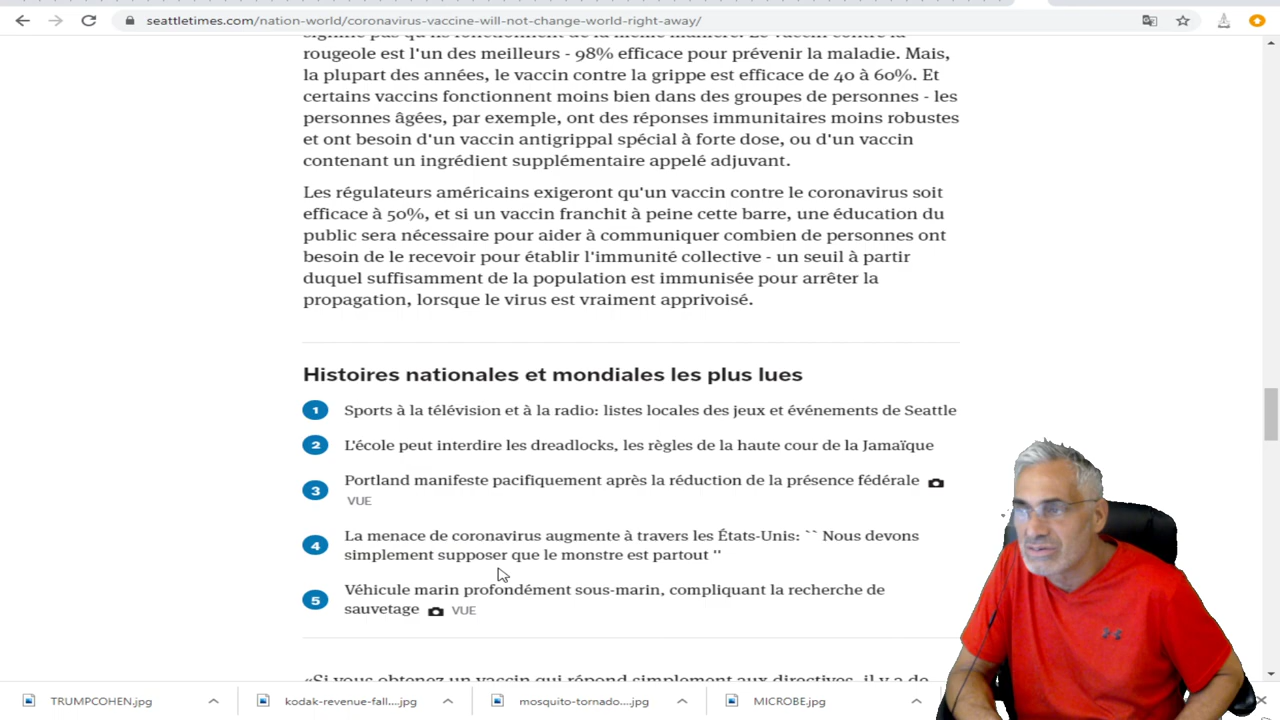 seattletimes.com/nation-world/coronavirus-vaccine-will-not-change-world-right-away/
signifie pas qu'ils fonctionnent de la même manière. Le vaccin contre la
rougeole est l'un des meilleurs - 98% efficace pour prévenir la maladie. Mais,
la plupart des années, le vaccin contre la grippe est efficace de 40 à 60%. Et
certains vaccins fonctionnent moins bien dans des groupes de personnes - les
personnes âgées, par exemple, ont des réponses immunitaires moins robustes
et ont besoin d'un vaccin antigrippal spécial à forte dose, ou d'un vaccin
contenant un ingrédient supplémentaire appelé adjuvant.
Les régulateurs américains exigeront qu'un vaccin contre le coronavirus soit
efficace à 50%, et si un vaccin franchit à peine cette barre, une éducation du
public sera nécessaire pour aider à communiquer combien de personnes ont
besoin de le recevoir pour établir l'immunité collective - un seuil à partir
duquel suffisamment de la population est immunisée pour arrêter la
propagation, lorsque le virus est vraiment apprivoisé.
Histoires nationales et mondiales les plus lues
1 Sports à la télévision et à la radio: listes locales des jeux et événements de Seattle
2 L'école peut interdire les dreadlocks, les règles de la haute cour de la Jamaïque
3 Portland manifeste pacifiquement après la réduction de la présence fédérale
VUE
4 La menace de coronavirus augmente à travers les États-Unis: `` Nous devons
simplement supposer que le monstre est partout ''
5 Véhicule marin profondément sous-marin, compliquant la recherche de
sauvetage VUE
«Si vous obtenez un vaccin qui répond simplement aux directives, il y a de
TRUMPCOHEN.jpg kodak-revenue-fall....jpg mosquito-tornado....jpg MICROBE.jpg